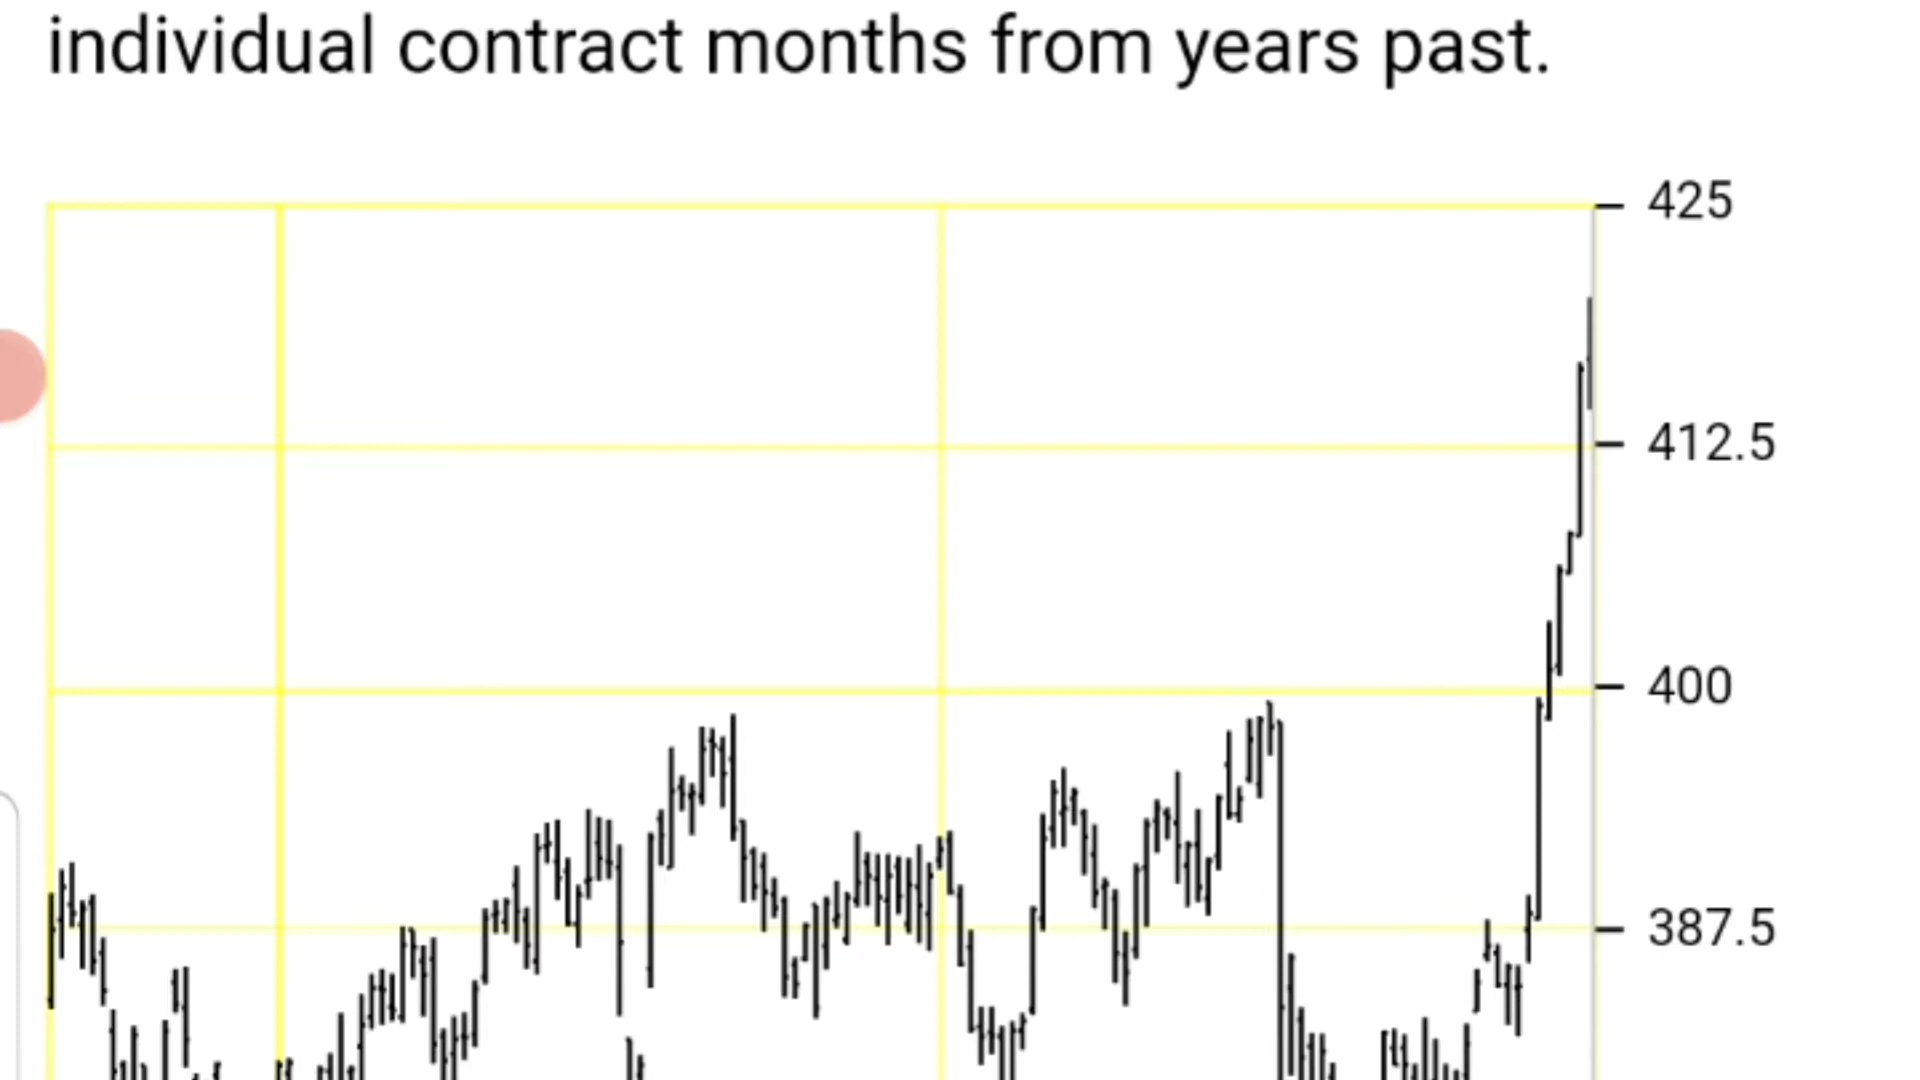 individual contract months from years past.
425
412.5
400
387.5